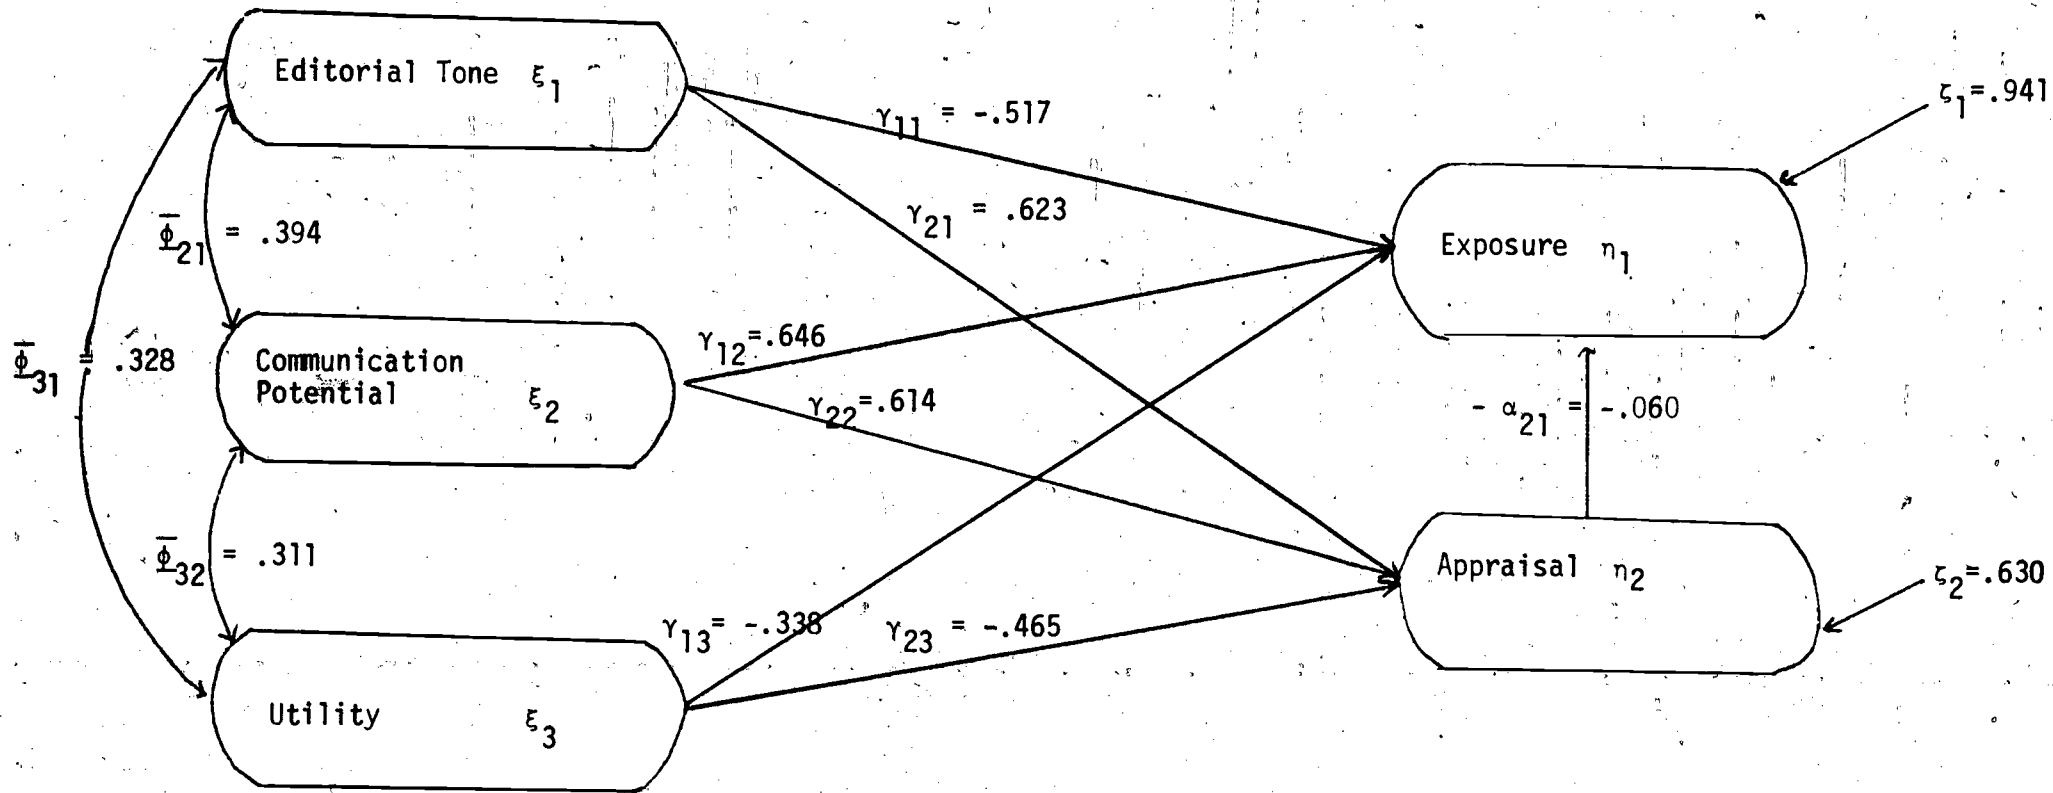 Editorial Tone ξ1
γ11 = -.517
ζ1=.941
γ21 = .623
Φ21 = .394
Exposure η1
γ12=.646
Φ31 = .328
Communication
Potential ξ2
γ22=.614
- α21 = -.060
Φ32 = .311
Appraisal η2
ζ2=.630
γ13= -.338
γ23 = -.465
Utility ξ3